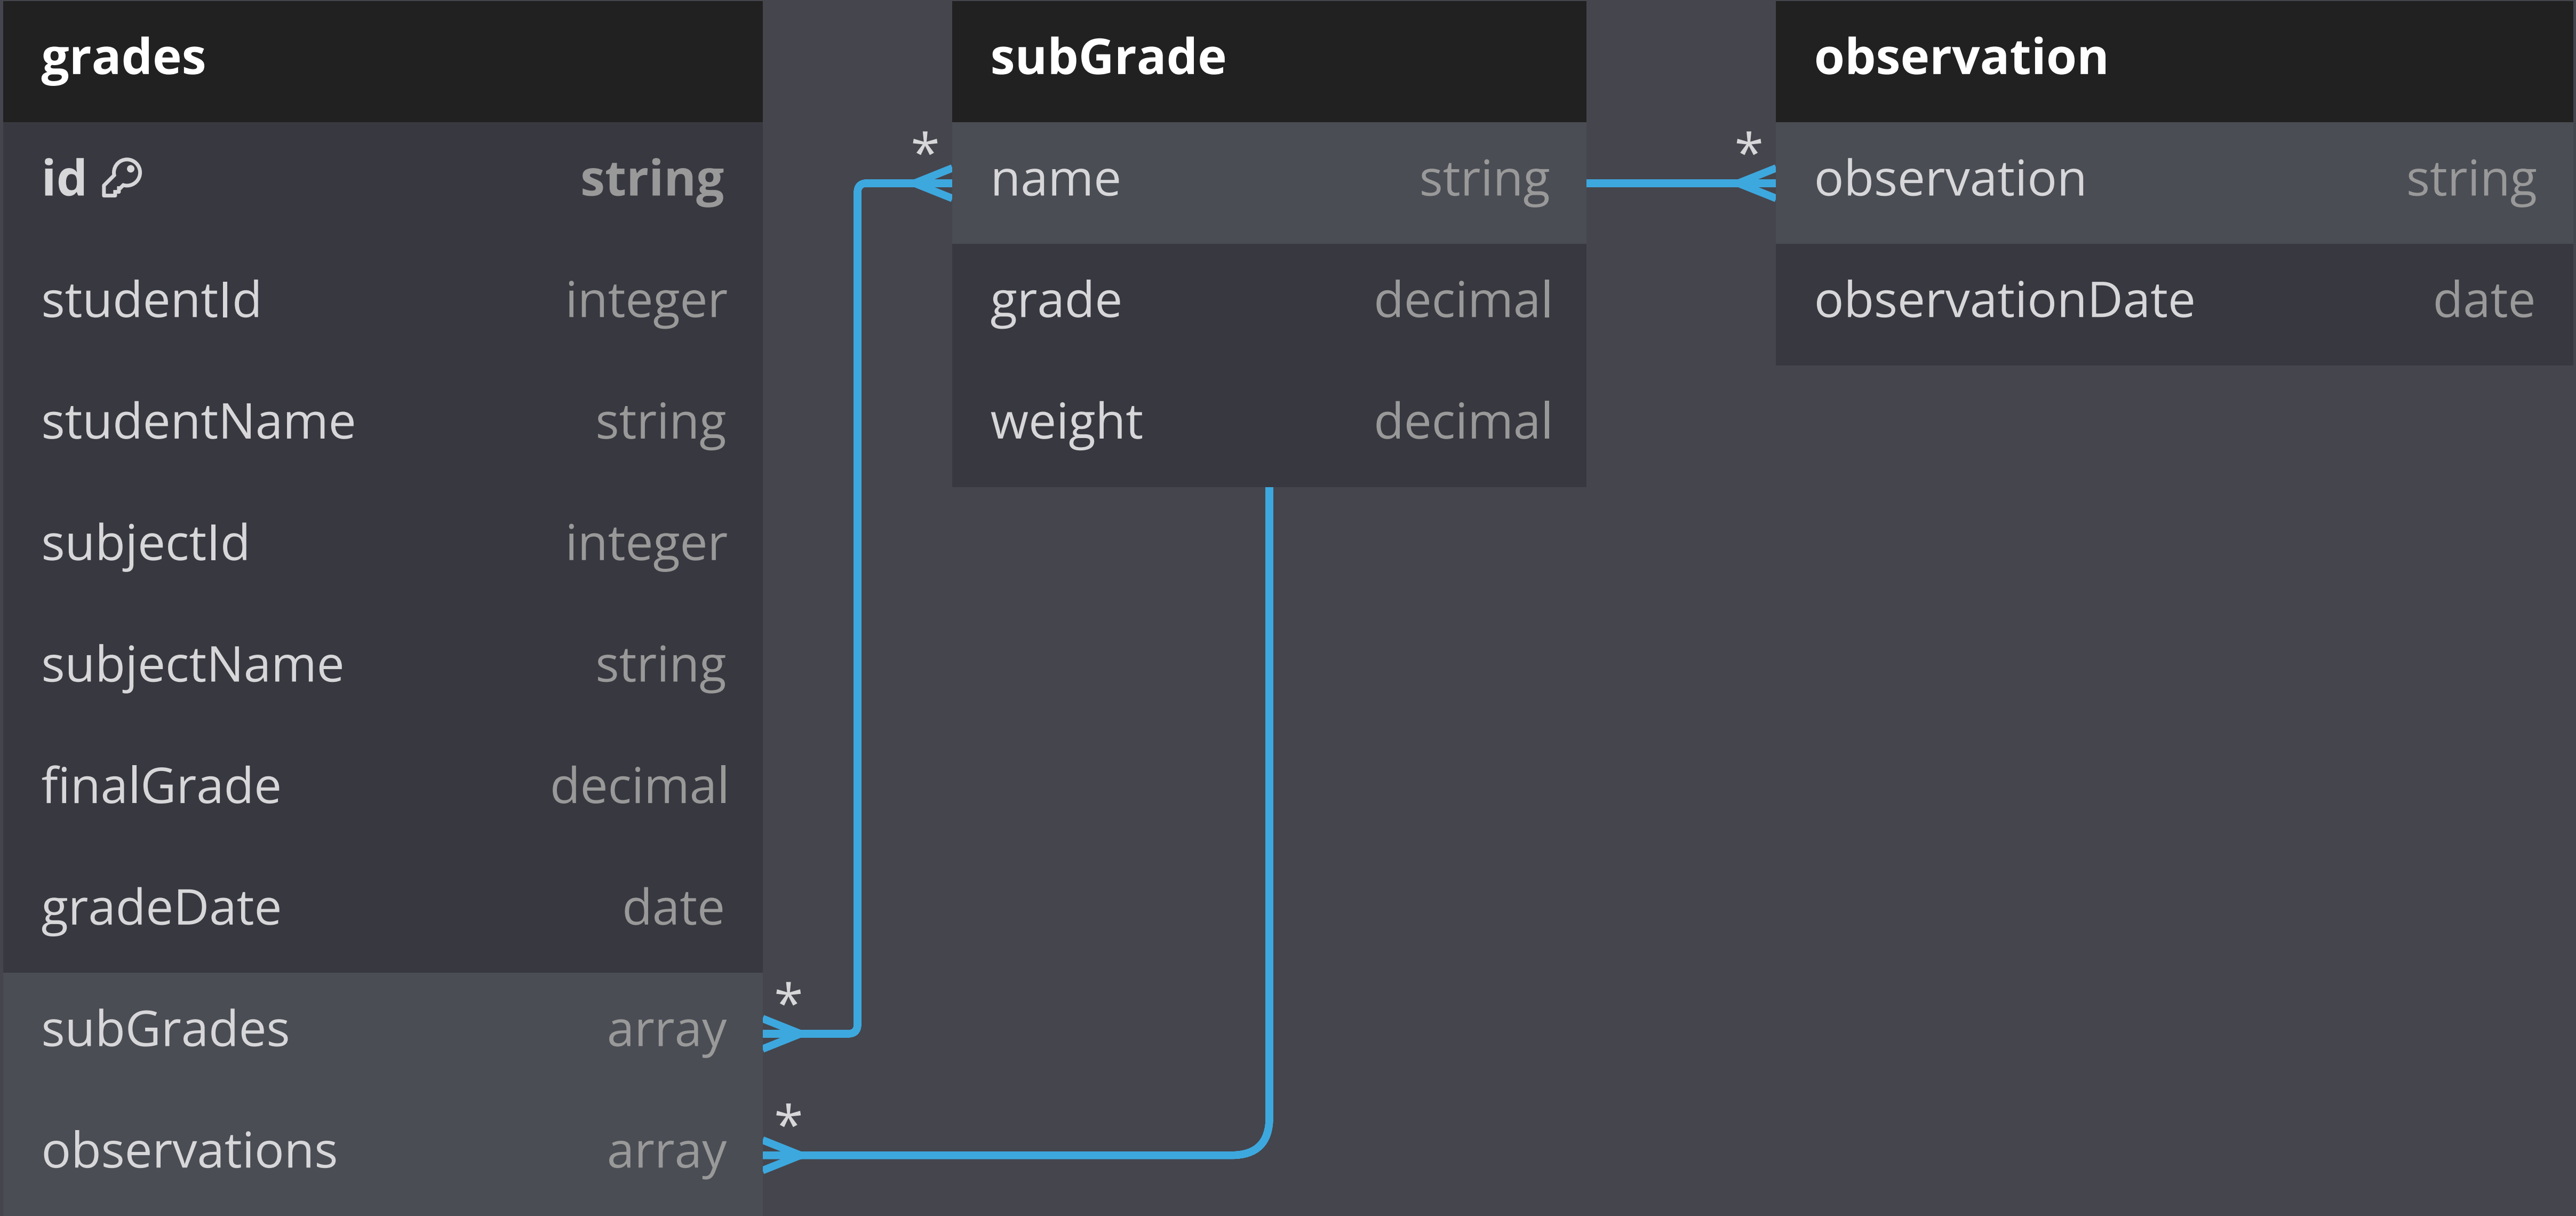 grades
id string
studentId integer
studentName string
subjectId integer
subjectName string
finalGrade decimal
gradeDate date
subGrades array
*
observations array
*
subGrade
*
name string
grade decimal
weight decimal
observation
*
observation string
observationDate date